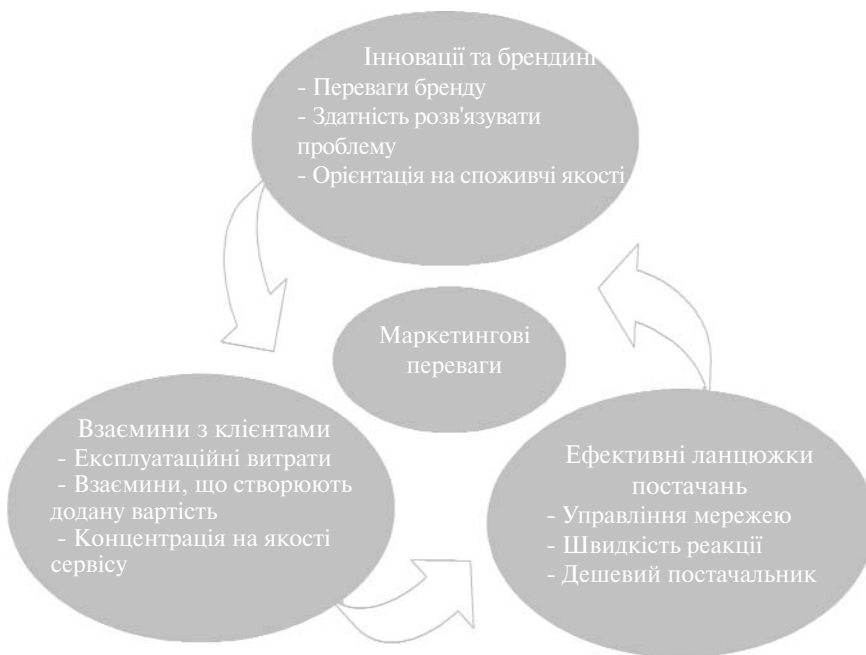 Інновації та брендинг
- Переваги бренду
- Здатність розв'язувати
проблему
- Орієнтація на споживчі якості
Маркетингові
переваги
Взаємини з клієнтами
- Експлуатаційні витрати
- Взаємини, що створюють
додану вартість
- Концентрація на якості
сервісу
Ефективні ланцюжки
постачань
- Управління мережею
- Швидкість реакції
- Дешевий постачальник